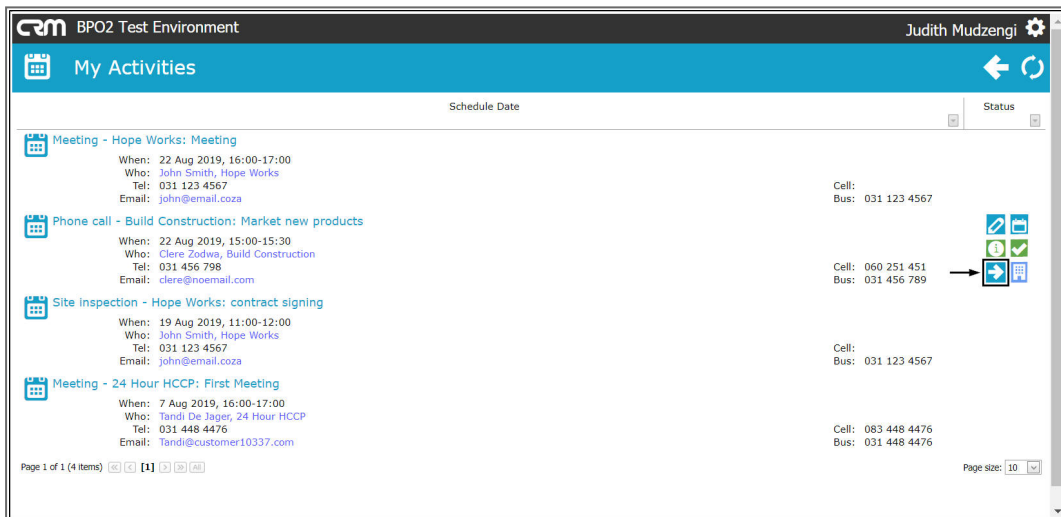 CRM BPO2 Test Environment Judith Mudzengi
My Activities
Schedule Date Status
Meeting - Hope Works: Meeting
When: 22 Aug 2019, 16:00-17:00
Who: John Smith, Hope Works
Tel: 031 123 4567 Cell:
Email: john@email.coza Bus: 031 123 4567
Phone call - Build Construction: Market new products
When: 22 Aug 2019, 15:00-15:30
Who: Clere Zodwa, Build Construction
Tel: 031 456 798 Cell: 060 251 451
Email: clere@noemail.com Bus: 031 456 789
Site inspection - Hope Works: contract signing
When: 19 Aug 2019, 11:00-12:00
Who: John Smith, Hope Works
Tel: 031 123 4567 Cell:
Email: john@email.coza Bus: 031 123 4567
Meeting - 24 Hour HCCP: First Meeting
When: 7 Aug 2019, 16:00-17:00
Who: Tandi De Jager, 24 Hour HCCP
Tel: 031 448 4476 Cell: 083 448 4476
Email: Tandi@customer10337.com Bus: 031 448 4476
Page 1 of 1 (4 items) [1] All Page size: 10